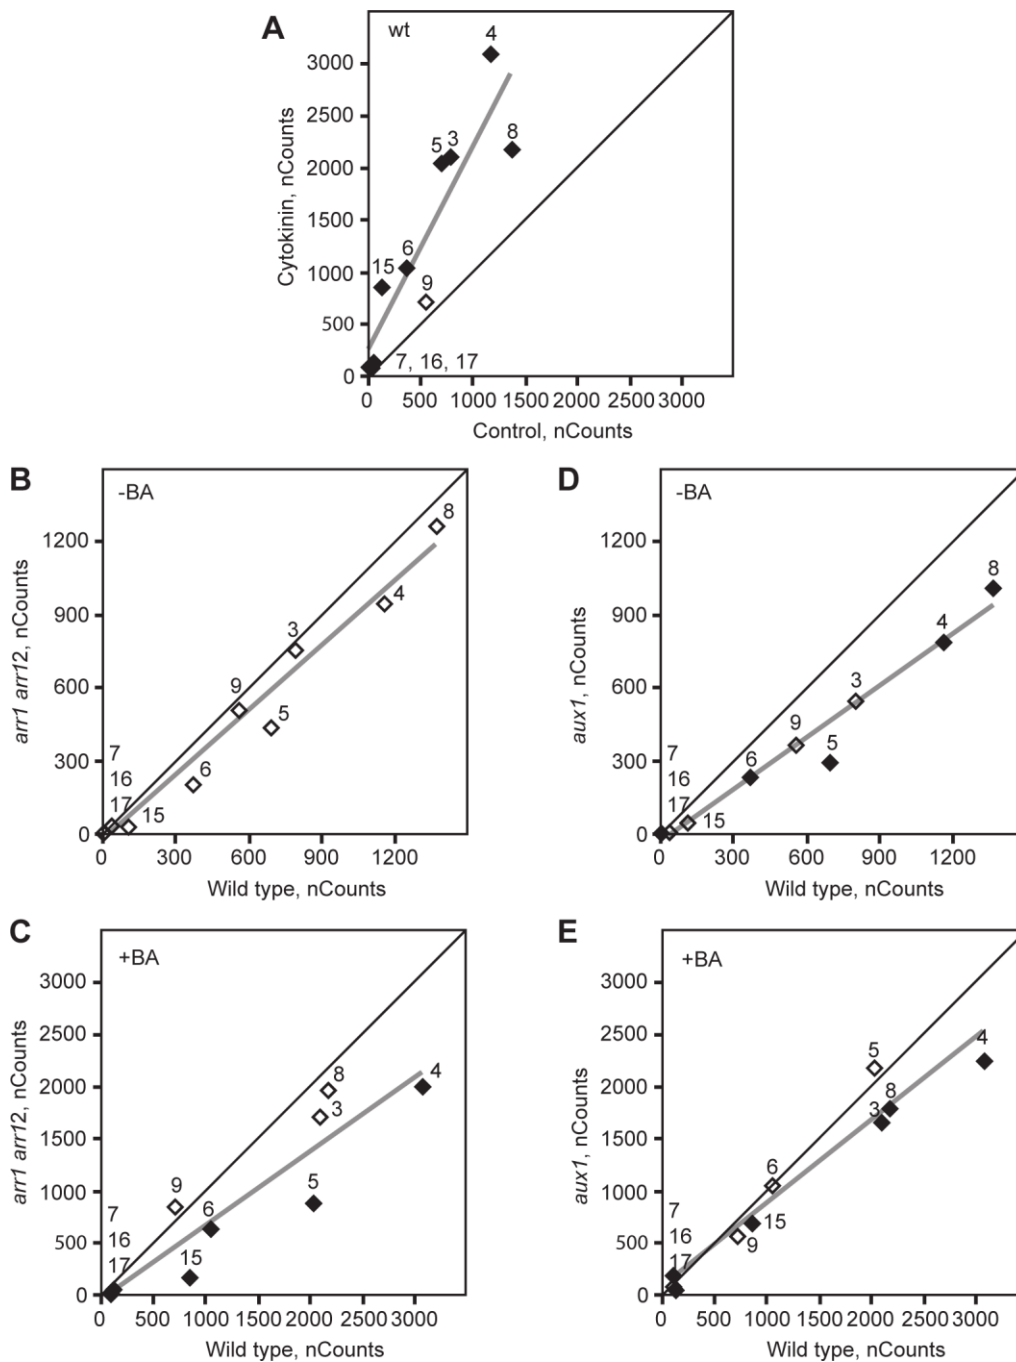 A
wt
Cytokinin, nCounts
3000
2500
2000
1500
1000
500
0
4
5 3
8
6
15
9
7, 16, 17
0 500 1000 1500 2000 2500 3000
Control, nCounts
B
-BA
arr1 arr12, nCounts
1200
900
600
300
0
8
4
3
9
5
6
7
16
17
15
0 300 600 900 1200
Wild type, nCounts
D
-BA
aux1, nCounts
1200
900
600
300
0
8
4
3
9
6
5
7
16
17
15
0 300 600 900 1200
Wild type, nCounts
C
+BA
arr1 arr12, nCounts
3000
2500
2000
1500
1000
500
0
8
4
3
9
5
6
7
16
15
17
0 500 1000 1500 2000 2500 3000
Wild type, nCounts
E
+BA
aux1, nCounts
3000
2500
2000
1500
1000
500
0
5
4
8
3
6
7
15
16
9
17
0 500 1000 1500 2000 2500 3000
Wild type, nCounts